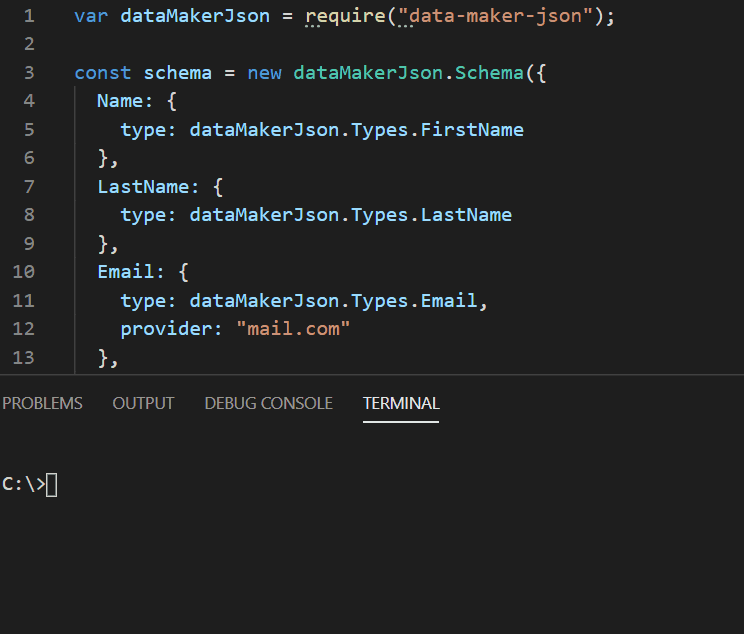 1 var dataMakerJson = require("data-maker-json");
2
3 const schema = new dataMakerJson.Schema({
4 Name: {
5 type: dataMakerJson.Types.FirstName
6 },
7 LastName: {
8 type: dataMakerJson.Types.LastName
9 },
10 Email: {
11 type: dataMakerJson.Types.Email,
12 provider: "mail.com"
13 },
PROBLEMS OUTPUT DEBUG CONSOLE TERMINAL
C:\>